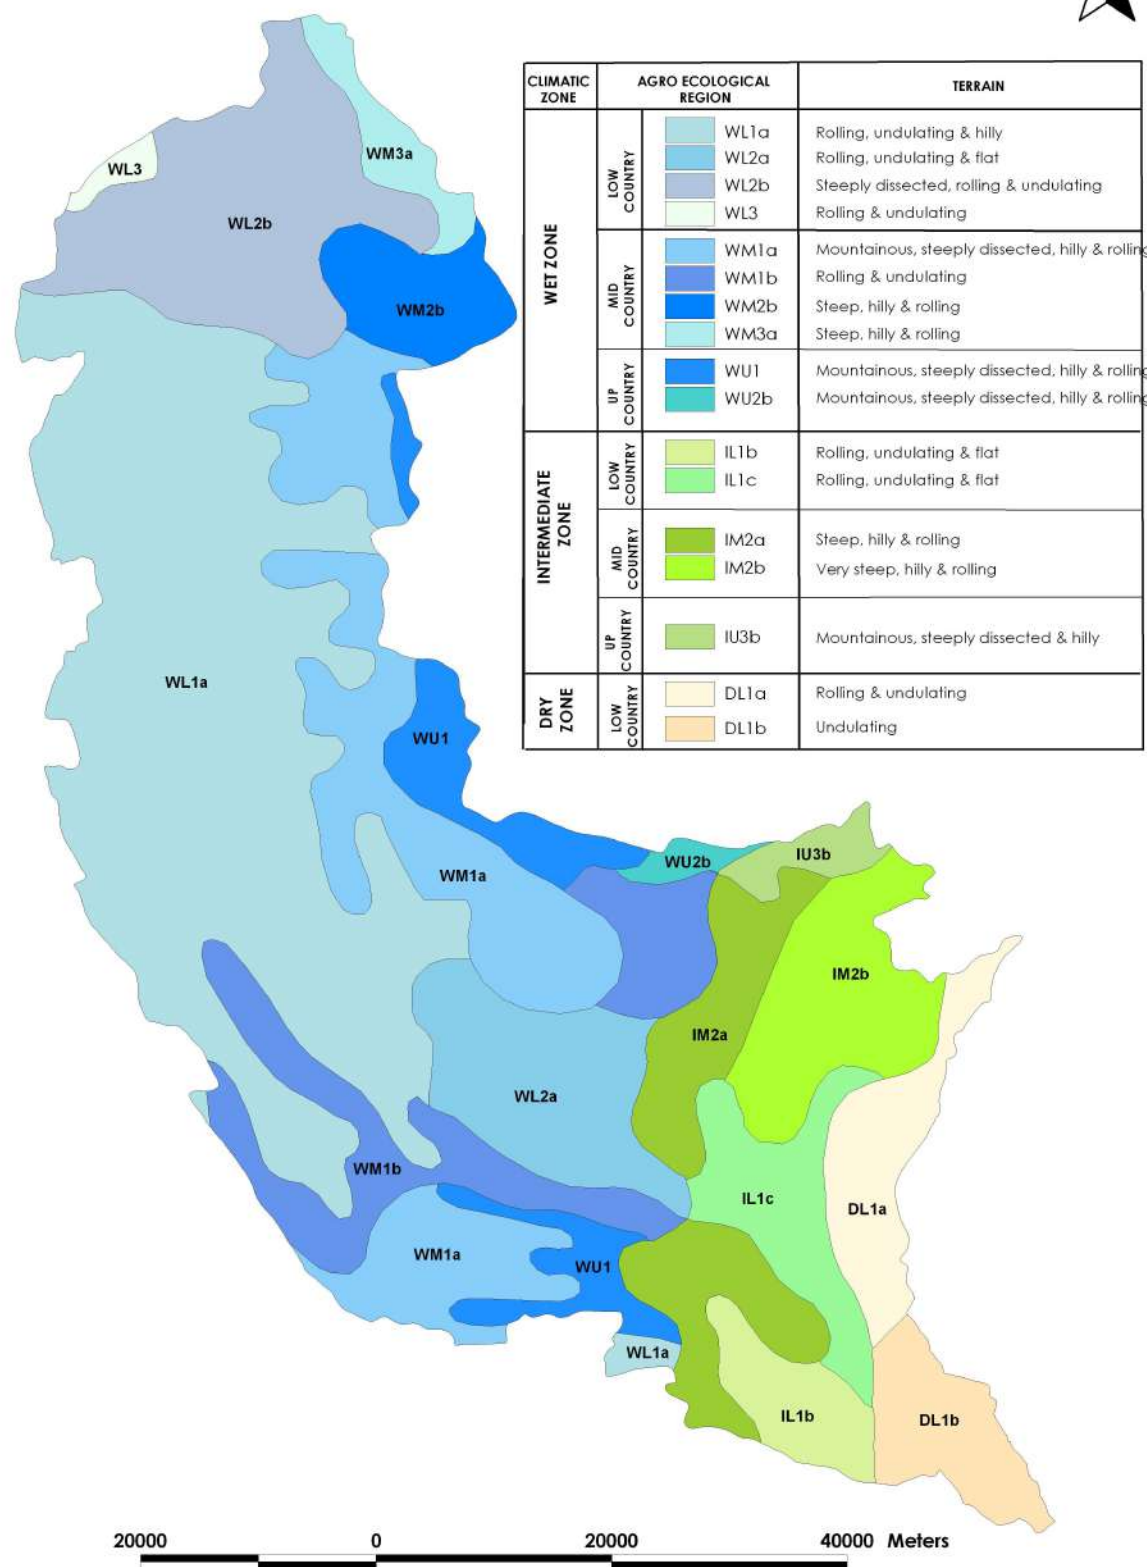 CLIMATIC ZONE AGRO ECOLOGICAL REGION TERRAIN
WET ZONE
LOW COUNTRY
WL1a Rolling, undulating & hilly
WL2a Rolling, undulating & flat
WL2b Steeply dissected, rolling & undulating
WL3 Rolling & undulating
MID COUNTRY
WM1a Mountainous, steeply dissected, hilly & rolling
WM1b Rolling & undulating
WM2b Steep, hilly & rolling
WM3a Steep, hilly & rolling
UP COUNTRY
WU1 Mountainous, steeply dissected, hilly & rolling
WU2b Mountainous, steeply dissected, hilly & rolling
INTERMEDIATE ZONE
LOW COUNTRY
IL1b Rolling, undulating & flat
IL1c Rolling, undulating & flat
MID COUNTRY
IM2a Steep, hilly & rolling
IM2b Very steep, hilly & rolling
UP COUNTRY
IU3b Mountainous, steeply dissected & hilly
DRY ZONE
LOW COUNTRY
DL1a Rolling & undulating
DL1b Undulating
WM3a
WL3
WL2b
WM2b
WL1a
WU1
IU3b
WU2b
WM1a
IM2b
IM2a
WL2a
WM1b
IL1c
DL1a
WM1a
WU1
WL1a
IL1b
DL1b
20000 0 20000 40000 Meters